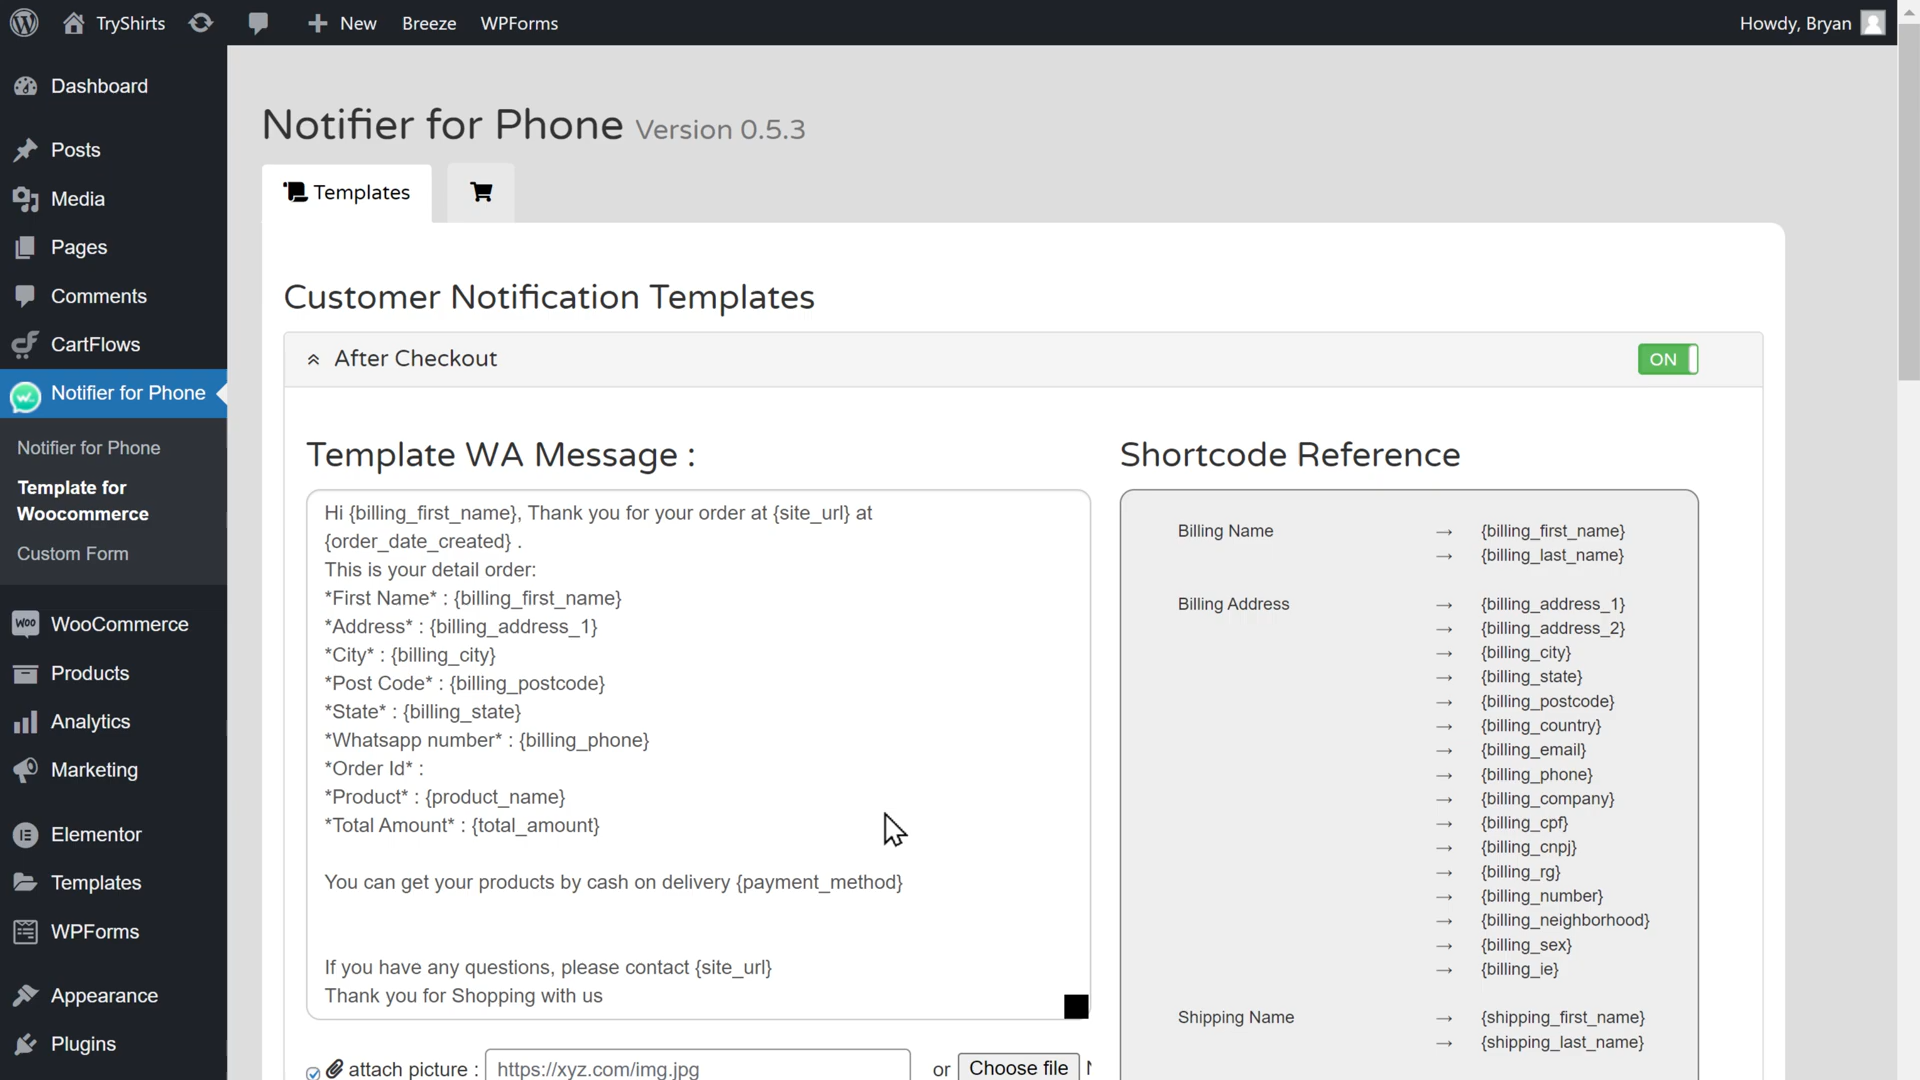 TryShirts
New
Breeze
WPForms
Howdy, Bryan
Dashboard
Posts
Media
Pages
Comments
CartFlows
Notifier for Phone
Notifier for Phone
Template for
Woocommerce
Custom Form
WOO WooCommerce
Products
Analytics
Marketing
Elementor
Templates
WPForms
Appearance
Plugins
Notifier for Phone Version 0.5.3
Templates
Customer Notification Templates
After Checkout
ON
Template WA Message :
Hi {billing_first_name}, Thank you for your order at {site_url} at
{order_date_created} .
This is your detail order:
*First Name* : {billing_first_name}
*Address* : {billing_address_1}
*City* : {billing_city}
*Post Code* : {billing_postcode}
*State* : {billing_state}
*Whatsapp number* : {billing_phone}
*Order Id* :
*Product* : {product_name}
*Total Amount* : {total_amount}
You can get your products by cash on delivery {payment_method}
If you have any questions, please contact {site_url}
Thank you for Shopping with us
attach picture : https://xyz.com/img.jpg or Choose file
Shortcode Reference
Billing Name → {billing_first_name}
→ {billing_last_name}
Billing Address → {billing_address_1}
→ {billing_address_2}
→ {billing_city}
→ {billing_state}
→ {billing_postcode}
→ {billing_country}
→ {billing_email}
→ {billing_phone}
→ {billing_company}
→ {billing_cpf}
→ {billing_cnpj}
→ {billing_rg}
→ {billing_number}
→ {billing_neighborhood}
→ {billing_sex}
→ {billing_ie}
Shipping Name → {shipping_first_name}
→ {shipping_last_name}